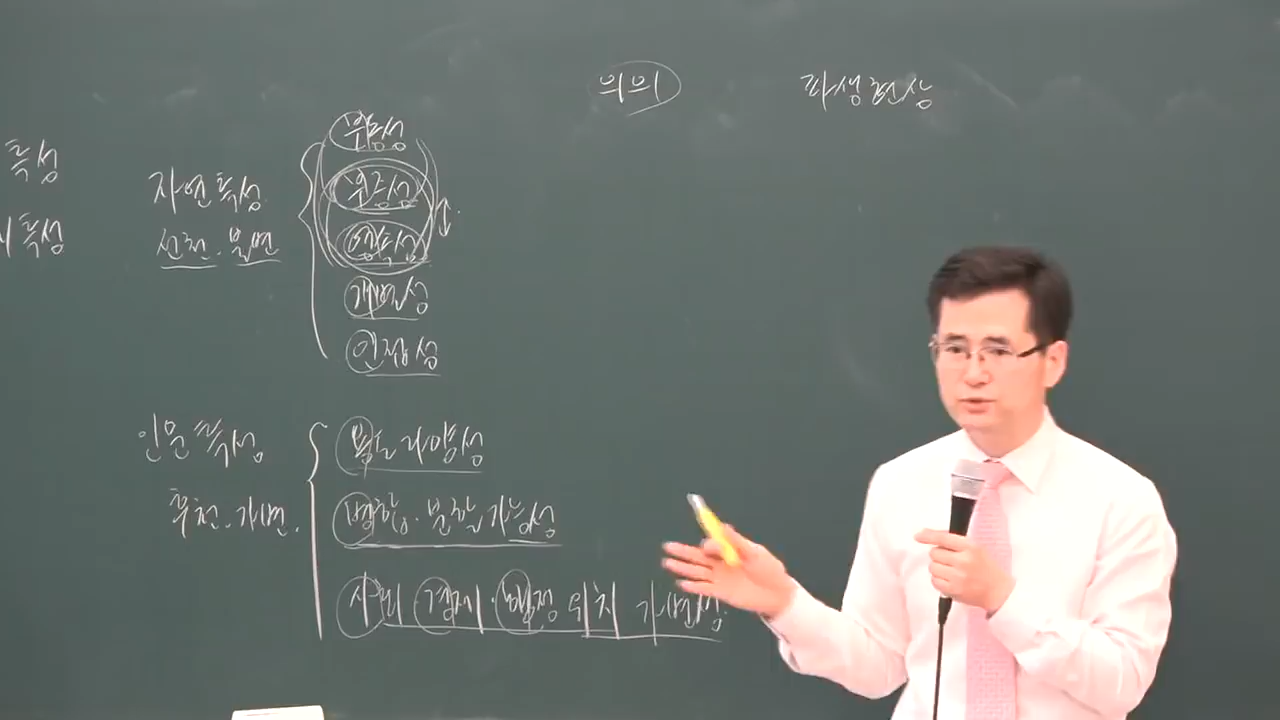 의의 파생현상
특성
특성
자연특성
선천. 불변
부동성
부증성
영속성
개별성
인접성
인문특성
후천. 가변.
용도 다양성
병합. 분할 가능성
사회 경제. 행정 위치 가변성.